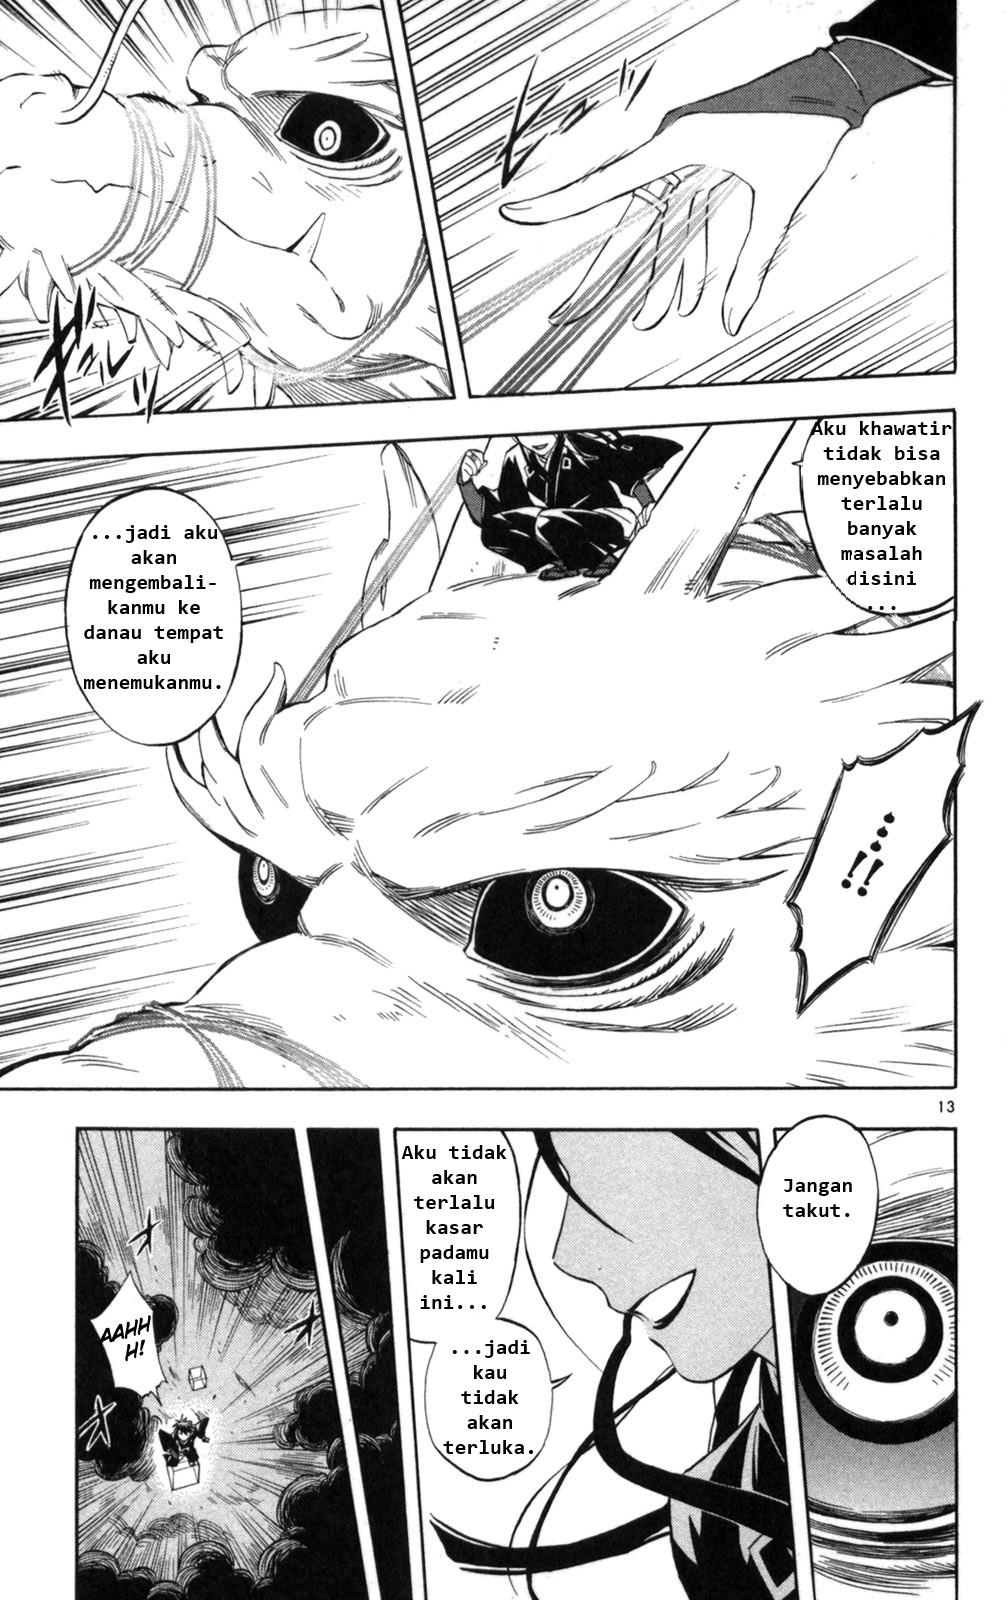 Aku khawatir
tidak bisa
menyebabkan
terlalu
banyak
masalah
disini
...
...jadi aku
akan
mengembali-
kanmu ke
danau tempat
aku
menemukanmu.
...!!
13
Jangan
takut.
Aku tidak
akan
terlalu
kasar
padamu
kali
ini...
...jadi
kau
tidak
akan
terluka.
AAHH
H!